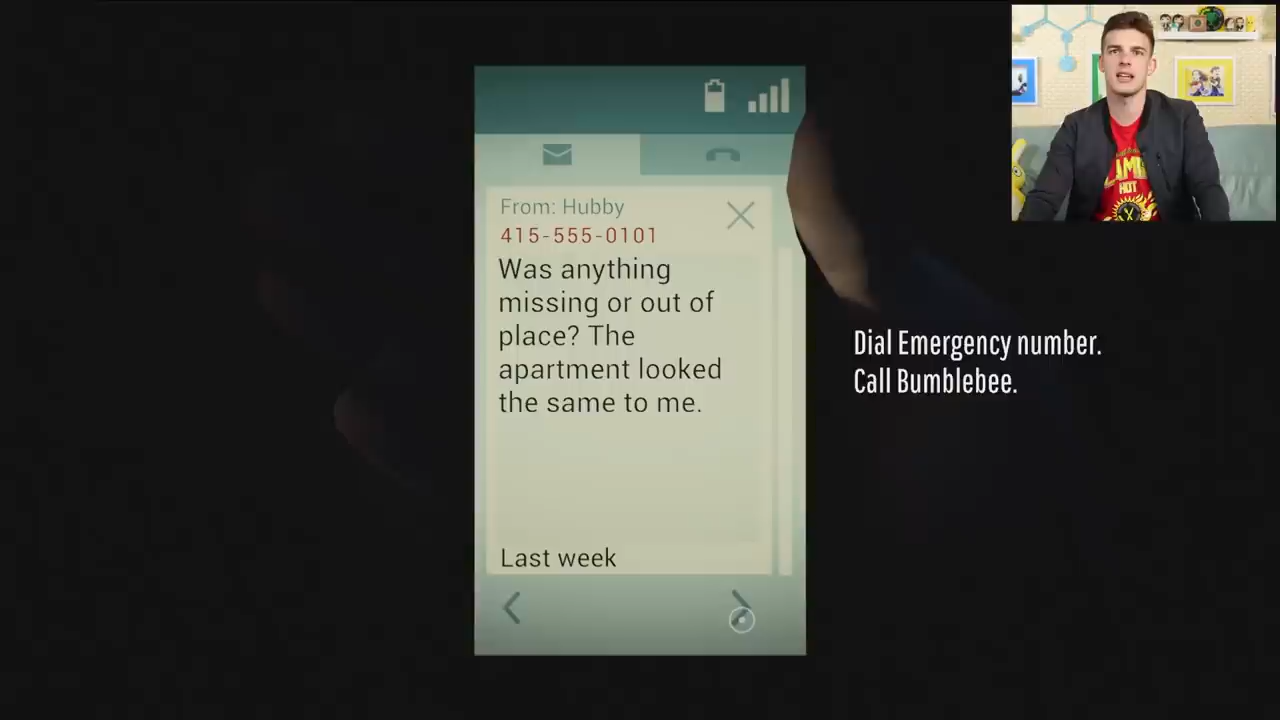 From: Hubby
415-555-0101
Was anything
missing or out of
place? The
apartment looked
the same to me.
Last week
Dial Emergency number.
Call Bumblebee.
HOT